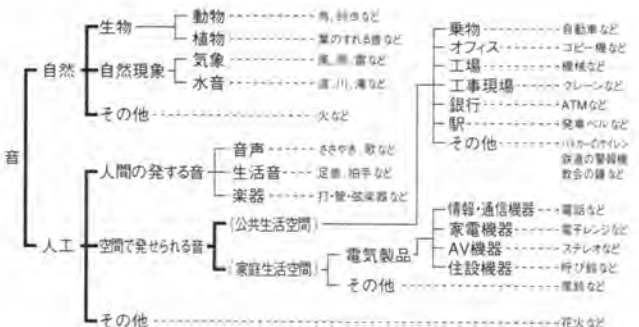 音
自然
生物
動物 鳥、鈴虫など
植物 葉のすれる音など
自然現象
気象 風、雨、雷など
水音 波、川、滝など
その他 火など
人工
人間の発する音
音声 ささやき、歌など
生活音 足音、拍手など
楽器 打・管・弦楽器など
空間で発せられる音
(公共生活空間)
乗物 自動車など
オフィス コピー機など
工場 機械など
工事現場 クレーンなど
銀行 ATMなど
駅 発車ベルなど
その他 パトカーのサイレン
鉄道の警報機
教会の鐘など
(家庭生活空間)
電気製品
情報・通信機器 電話など
家電機器 電子レンジなど
AV機器 ステレオなど
住設機器 呼び鈴など
その他 風鈴など
その他 花火など